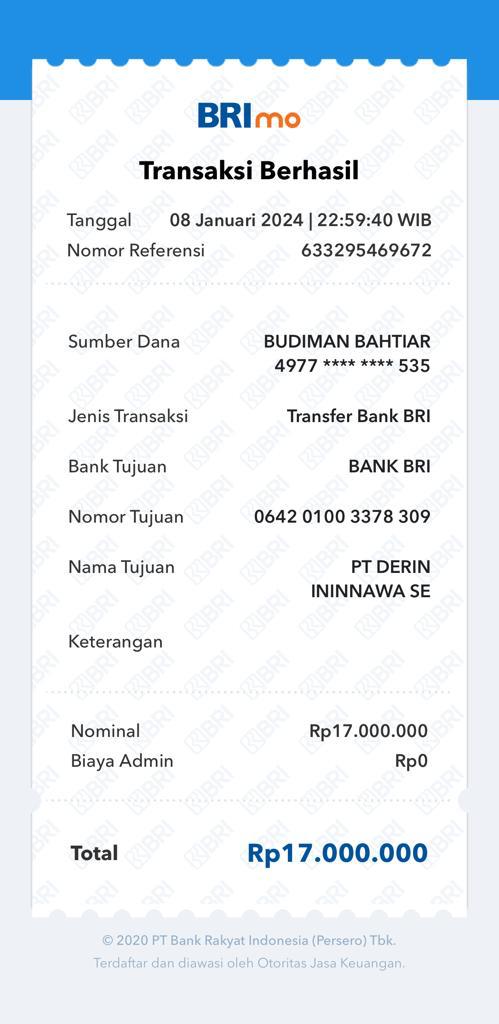 BRImo
Transaksi Berhasil
Tanggal 08 Januari 2024 | 22:59:40 WIB
Nomor Referensi 633295469672
Sumber Dana BUDIMAN BAHTIAR
4977 **** **** 535
Jenis Transaksi Transfer Bank BRI
Bank Tujuan BANK BRI
Nomor Tujuan 0642 0100 3378 309
Nama Tujuan PT DERIN
ININNAWA SE
Keterangan
Nominal Rp17.000.000
Biaya Admin Rp0
Total Rp17.000.000
© 2020 PT Bank Rakyat Indonesia (Persero) Tbk.
Terdaftar dan diawasi oleh Otoritas Jasa Keuangan.